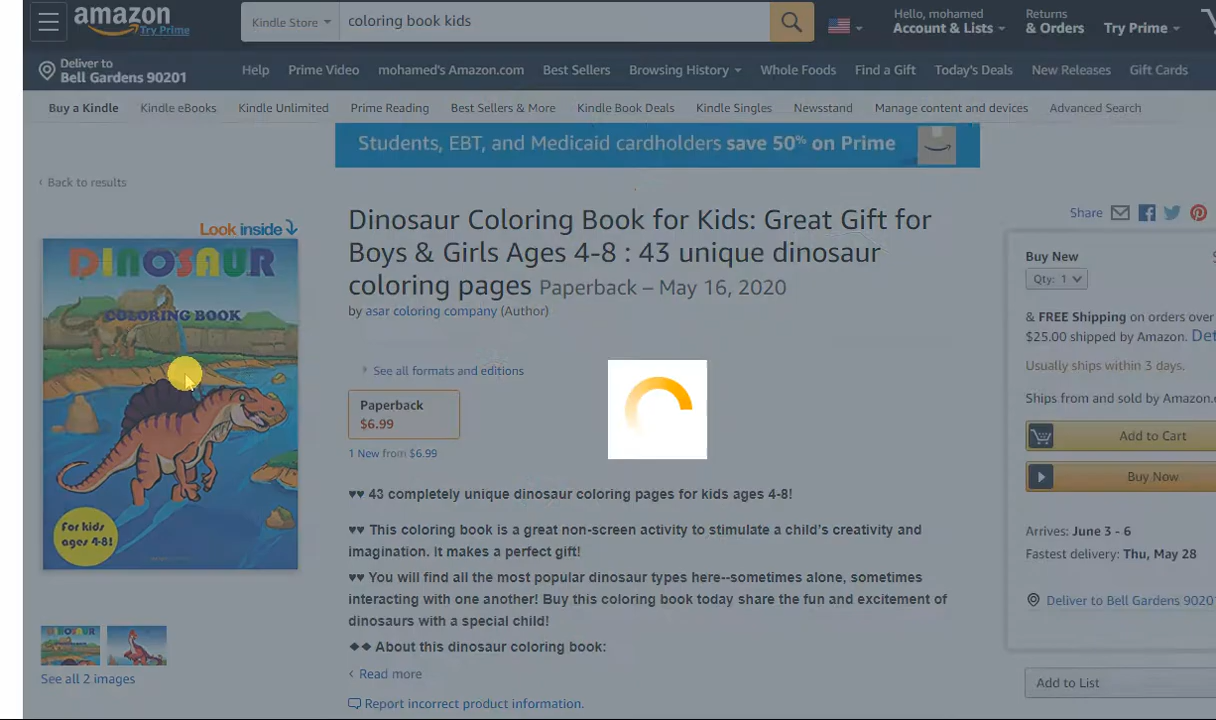 amazon
Try Prime
Kindle Store
coloring book kids
Hello, mohamed
Account & Lists
Returns
& Orders
Try Prime
Deliver to
Bell Gardens 90201
Help
Prime Video
mohamed's Amazon.com
Best Sellers
Browsing History
Whole Foods
Find a Gift
Today's Deals
New Releases
Gift Cards
Buy a Kindle
Kindle eBooks
Kindle Unlimited
Prime Reading
Best Sellers & More
Kindle Book Deals
Kindle Singles
Newsstand
Manage content and devices
Advanced Search
Students, EBT, and Medicaid cardholders save 50% on Prime
‹ Back to results
Look inside
DINOSAUR
COLORING BOOK
For kids
ages 4-8!
See all 2 images
Dinosaur Coloring Book for Kids: Great Gift for
Boys & Girls Ages 4-8 : 43 unique dinosaur
coloring pages Paperback – May 16, 2020
by asar coloring company (Author)
See all formats and editions
Paperback
$6.99
1 New from $6.99
♥♥ 43 completely unique dinosaur coloring pages for kids ages 4-8!
♥♥ This coloring book is a great non-screen activity to stimulate a child's creativity and
imagination. It makes a perfect gift!
♥♥ You will find all the most popular dinosaur types here--sometimes alone, sometimes
interacting with one another! Buy this coloring book today share the fun and excitement of
dinosaurs with a special child!
◆◆ About this dinosaur coloring book:
‹ Read more
Report incorrect product information.
Share
Buy New
Qty: 1
& FREE Shipping on orders over
$25.00 shipped by Amazon. Det
Usually ships within 3 days.
Ships from and sold by Amazon.
Add to Cart
Buy Now
Arrives: June 3 - 6
Fastest delivery: Thu, May 28
Deliver to Bell Gardens 9020
Add to List